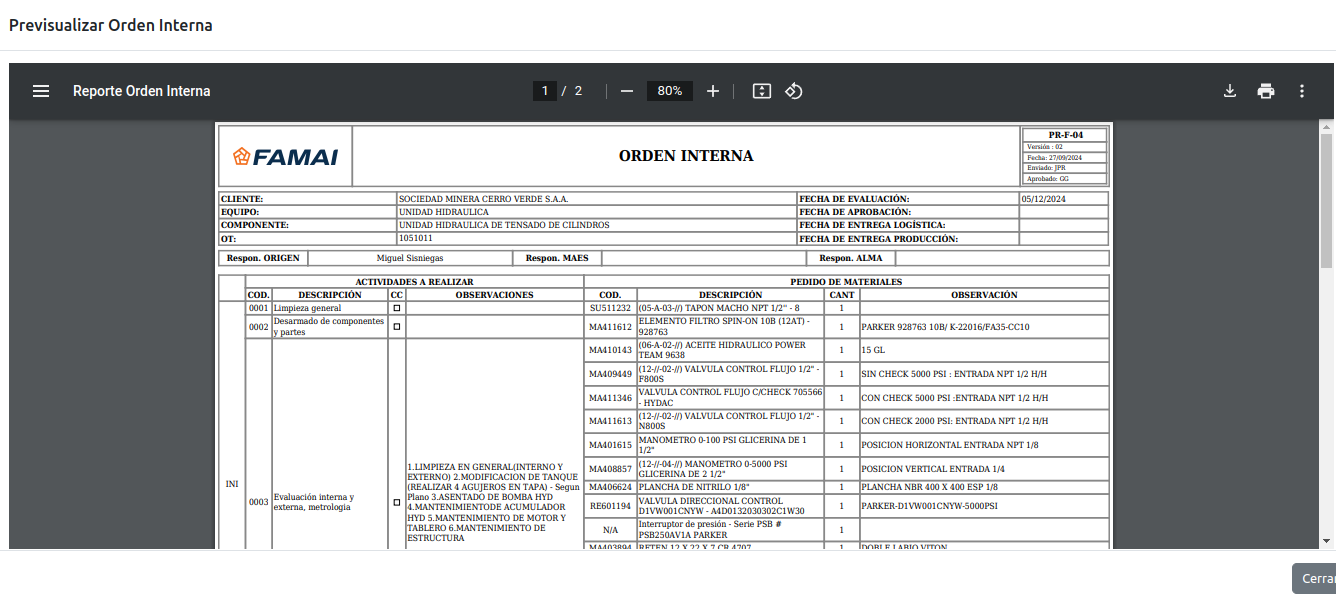 Previsualizar Orden Interna
Reporte Orden Interna
1 / 2
80%
FAMAI
ORDEN INTERNA
PR-F-04
Versión : 02
Fecha: 27/09/2024
Enviado: JPR
Aprobado: GG
CLIENTE: SOCIEDAD MINERA CERRO VERDE S.A.A. FECHA DE EVALUACIÓN: 05/12/2024
EQUIPO: UNIDAD HIDRAULICA FECHA DE APROBACIÓN:
COMPONENTE: UNIDAD HIDRAULICA DE TENSADO DE CILINDROS FECHA DE ENTREGA LOGÍSTICA:
OT: 1051011 FECHA DE ENTREGA PRODUCCIÓN:
Respon. ORIGEN Miguel Sisniegas Respon. MAES Respon. ALMA
ACTIVIDADES A REALIZAR
COD. DESCRIPCIÓN CC OBSERVACIONES
INI
0001 Limpieza general
0002 Desarmado de componentes
y partes
0003 Evaluación interna y
externa, metrologia
1.LIMPIEZA EN GENERAL(INTERNO Y
EXTERNO) 2.MODIFICACION DE TANQUE
(REALIZAR 4 AGUJEROS EN TAPA) - Segun
Plano 3.ASENTADO DE BOMBA HYD
4.MANTENIMIENTODE ACUMULADOR
HYD 5.MANTENIMIENTO DE MOTOR Y
TABLERO 6.MANTENIMIENTO DE
ESTRUCTURA
PEDIDO DE MATERIALES
COD. DESCRIPCIÓN CANT OBSERVACIÓN
SU511232 (05-A-03-//) TAPON MACHO NPT 1/2" - 8 1
MA411612 ELEMENTO FILTRO SPIN-ON 10B (12AT) -
928763 1 PARKER 928763 10B/ K-22016/FA35-CC10
MA410143 (06-A-02-//) ACEITE HIDRAULICO POWER
TEAM 9638 1 15 GL
MA409449 (12-//-02-//) VALVULA CONTROL FLUJO 1/2" -
F800S 1 SIN CHECK 5000 PSI : ENTRADA NPT 1/2 H/H
MA411346 VALVULA CONTROL FLUJO C/CHECK 705566
- HYDAC 1 CON CHECK 5000 PSI :ENTRADA NPT 1/2 H/H
MA411613 (12-//-02-//) VALVULA CONTROL FLUJO 1/2" -
N800S 1 CON CHECK 2000 PSI: ENTRADA NPT 1/2 H/H
MA401615 MANOMETRO 0-100 PSI GLICERINA DE 1
1/2" 1 POSICION HORIZONTAL ENTRADA NPT 1/8
MA408857 (12-//-04-//) MANOMETRO 0-5000 PSI
GLICERINA DE 2 1/2" 1 POSICION VERTICAL ENTRADA 1/4
MA406624 PLANCHA DE NITRILO 1/8" 1 PLANCHA NBR 400 X 400 ESP 1/8
RE601194 VALVULA DIRECCIONAL CONTROL
D1VW001CNYW - A4D0132030302C1W30 1 PARKER-D1VW001CNYW-5000PSI
N/A Interruptor de presión - Serie PSB #
PSB250AV1A PARKER 1
MA403894 RETEN 12 X 22 X 7 CR 4707 1 DOBLE LABIO VITON
Cerrar